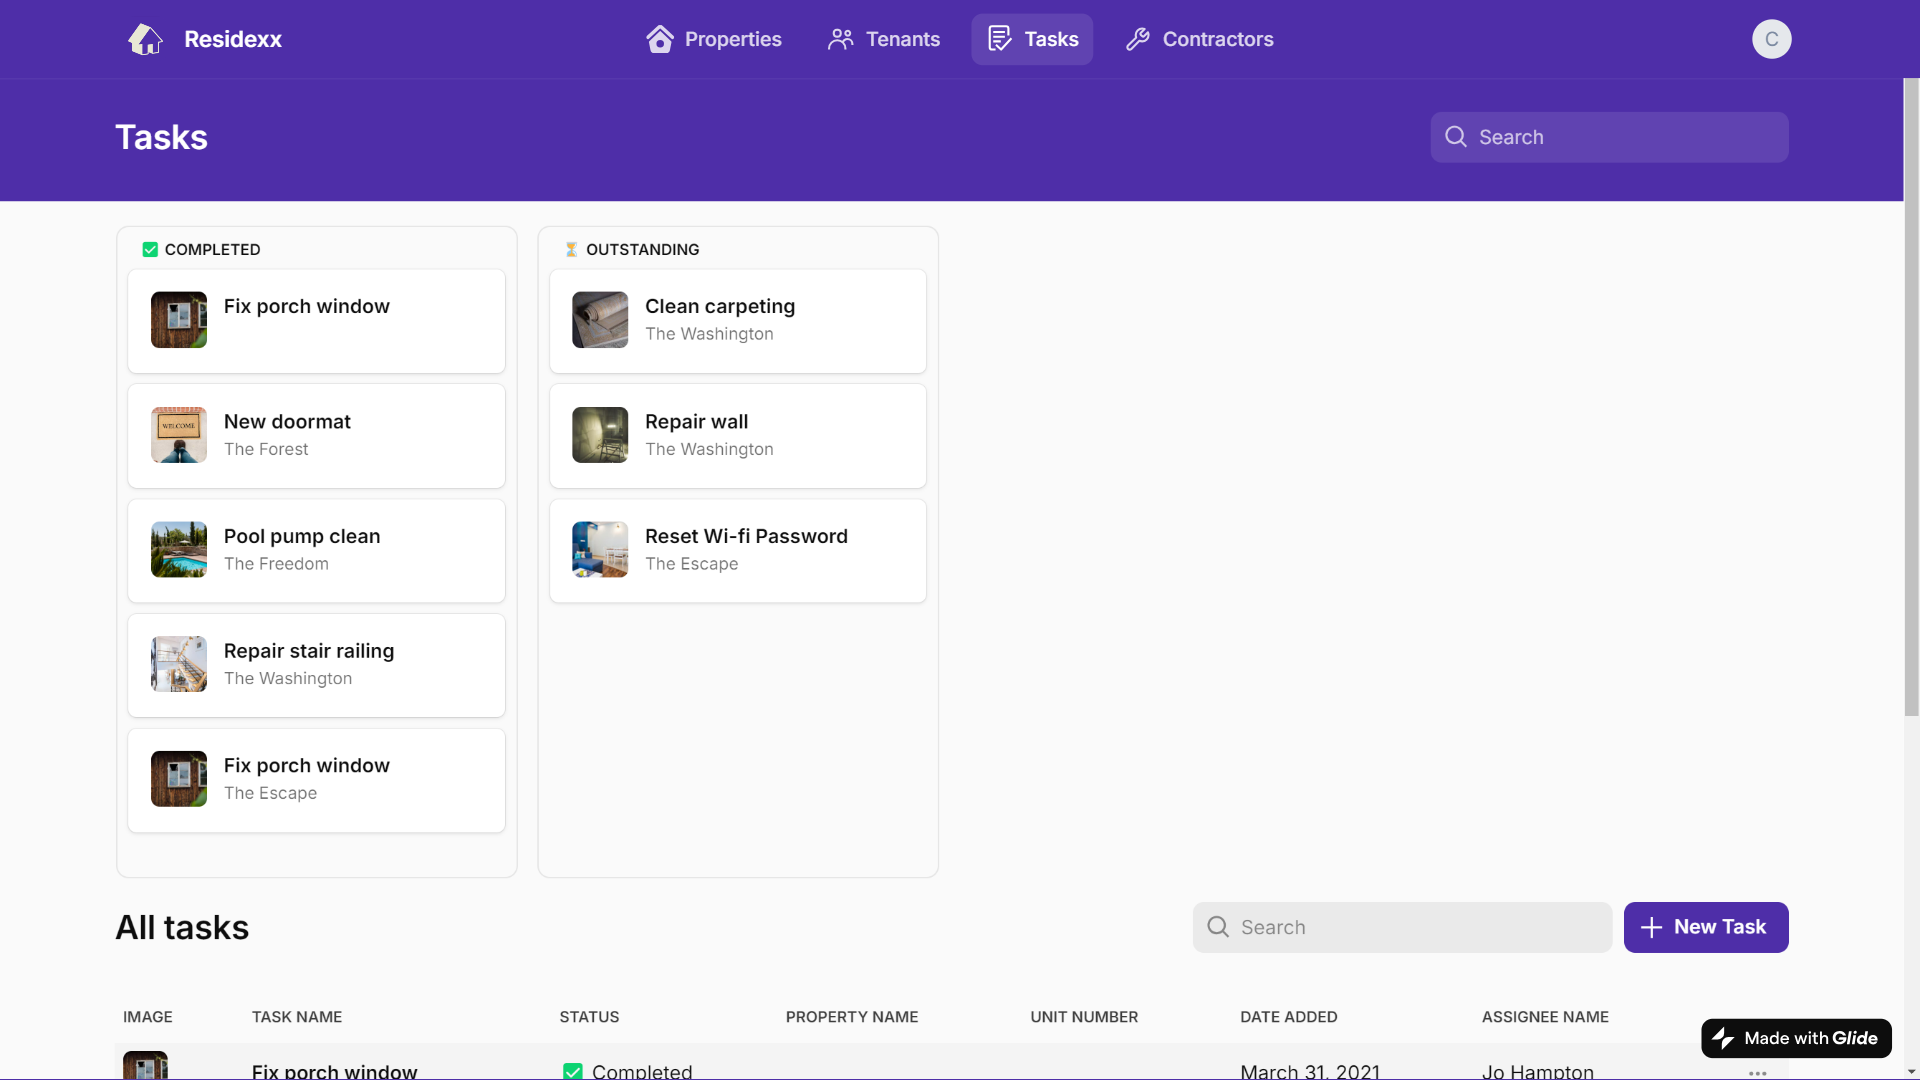 Residexx
Properties
Tenants
Tasks
Contractors
C
Tasks
Search
COMPLETED
Fix porch window
WELCOME
New doormat
The Forest
Pool pump clean
The Freedom
Repair stair railing
The Washington
Fix porch window
The Escape
OUTSTANDING
Clean carpeting
The Washington
Repair wall
The Washington
Reset Wi-fi Password
The Escape
All tasks
Search
New Task
IMAGE TASK NAME STATUS PROPERTY NAME UNIT NUMBER DATE ADDED ASSIGNEE NAME
Fix porch window Completed March 31, 2021 Jo Hampton
Made with Glide